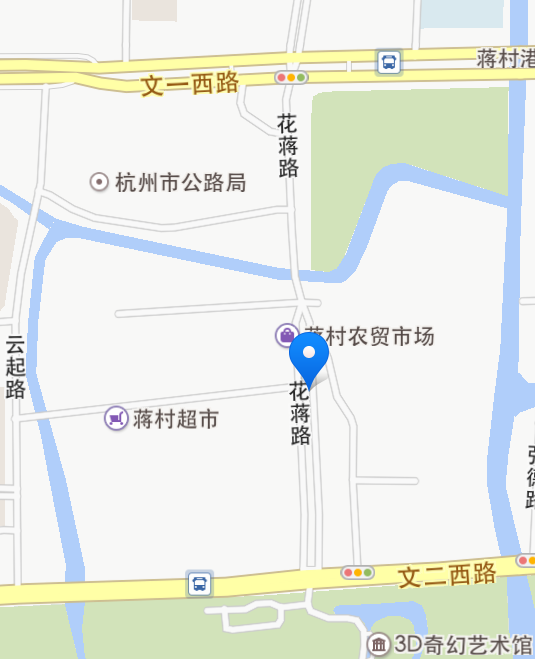 蒋村港
文一西路
花蒋路
杭州市公路局
蒋村农贸市场
云起路
花蒋路
蒋村超市
张德路
文二西路
3D奇幻艺术馆